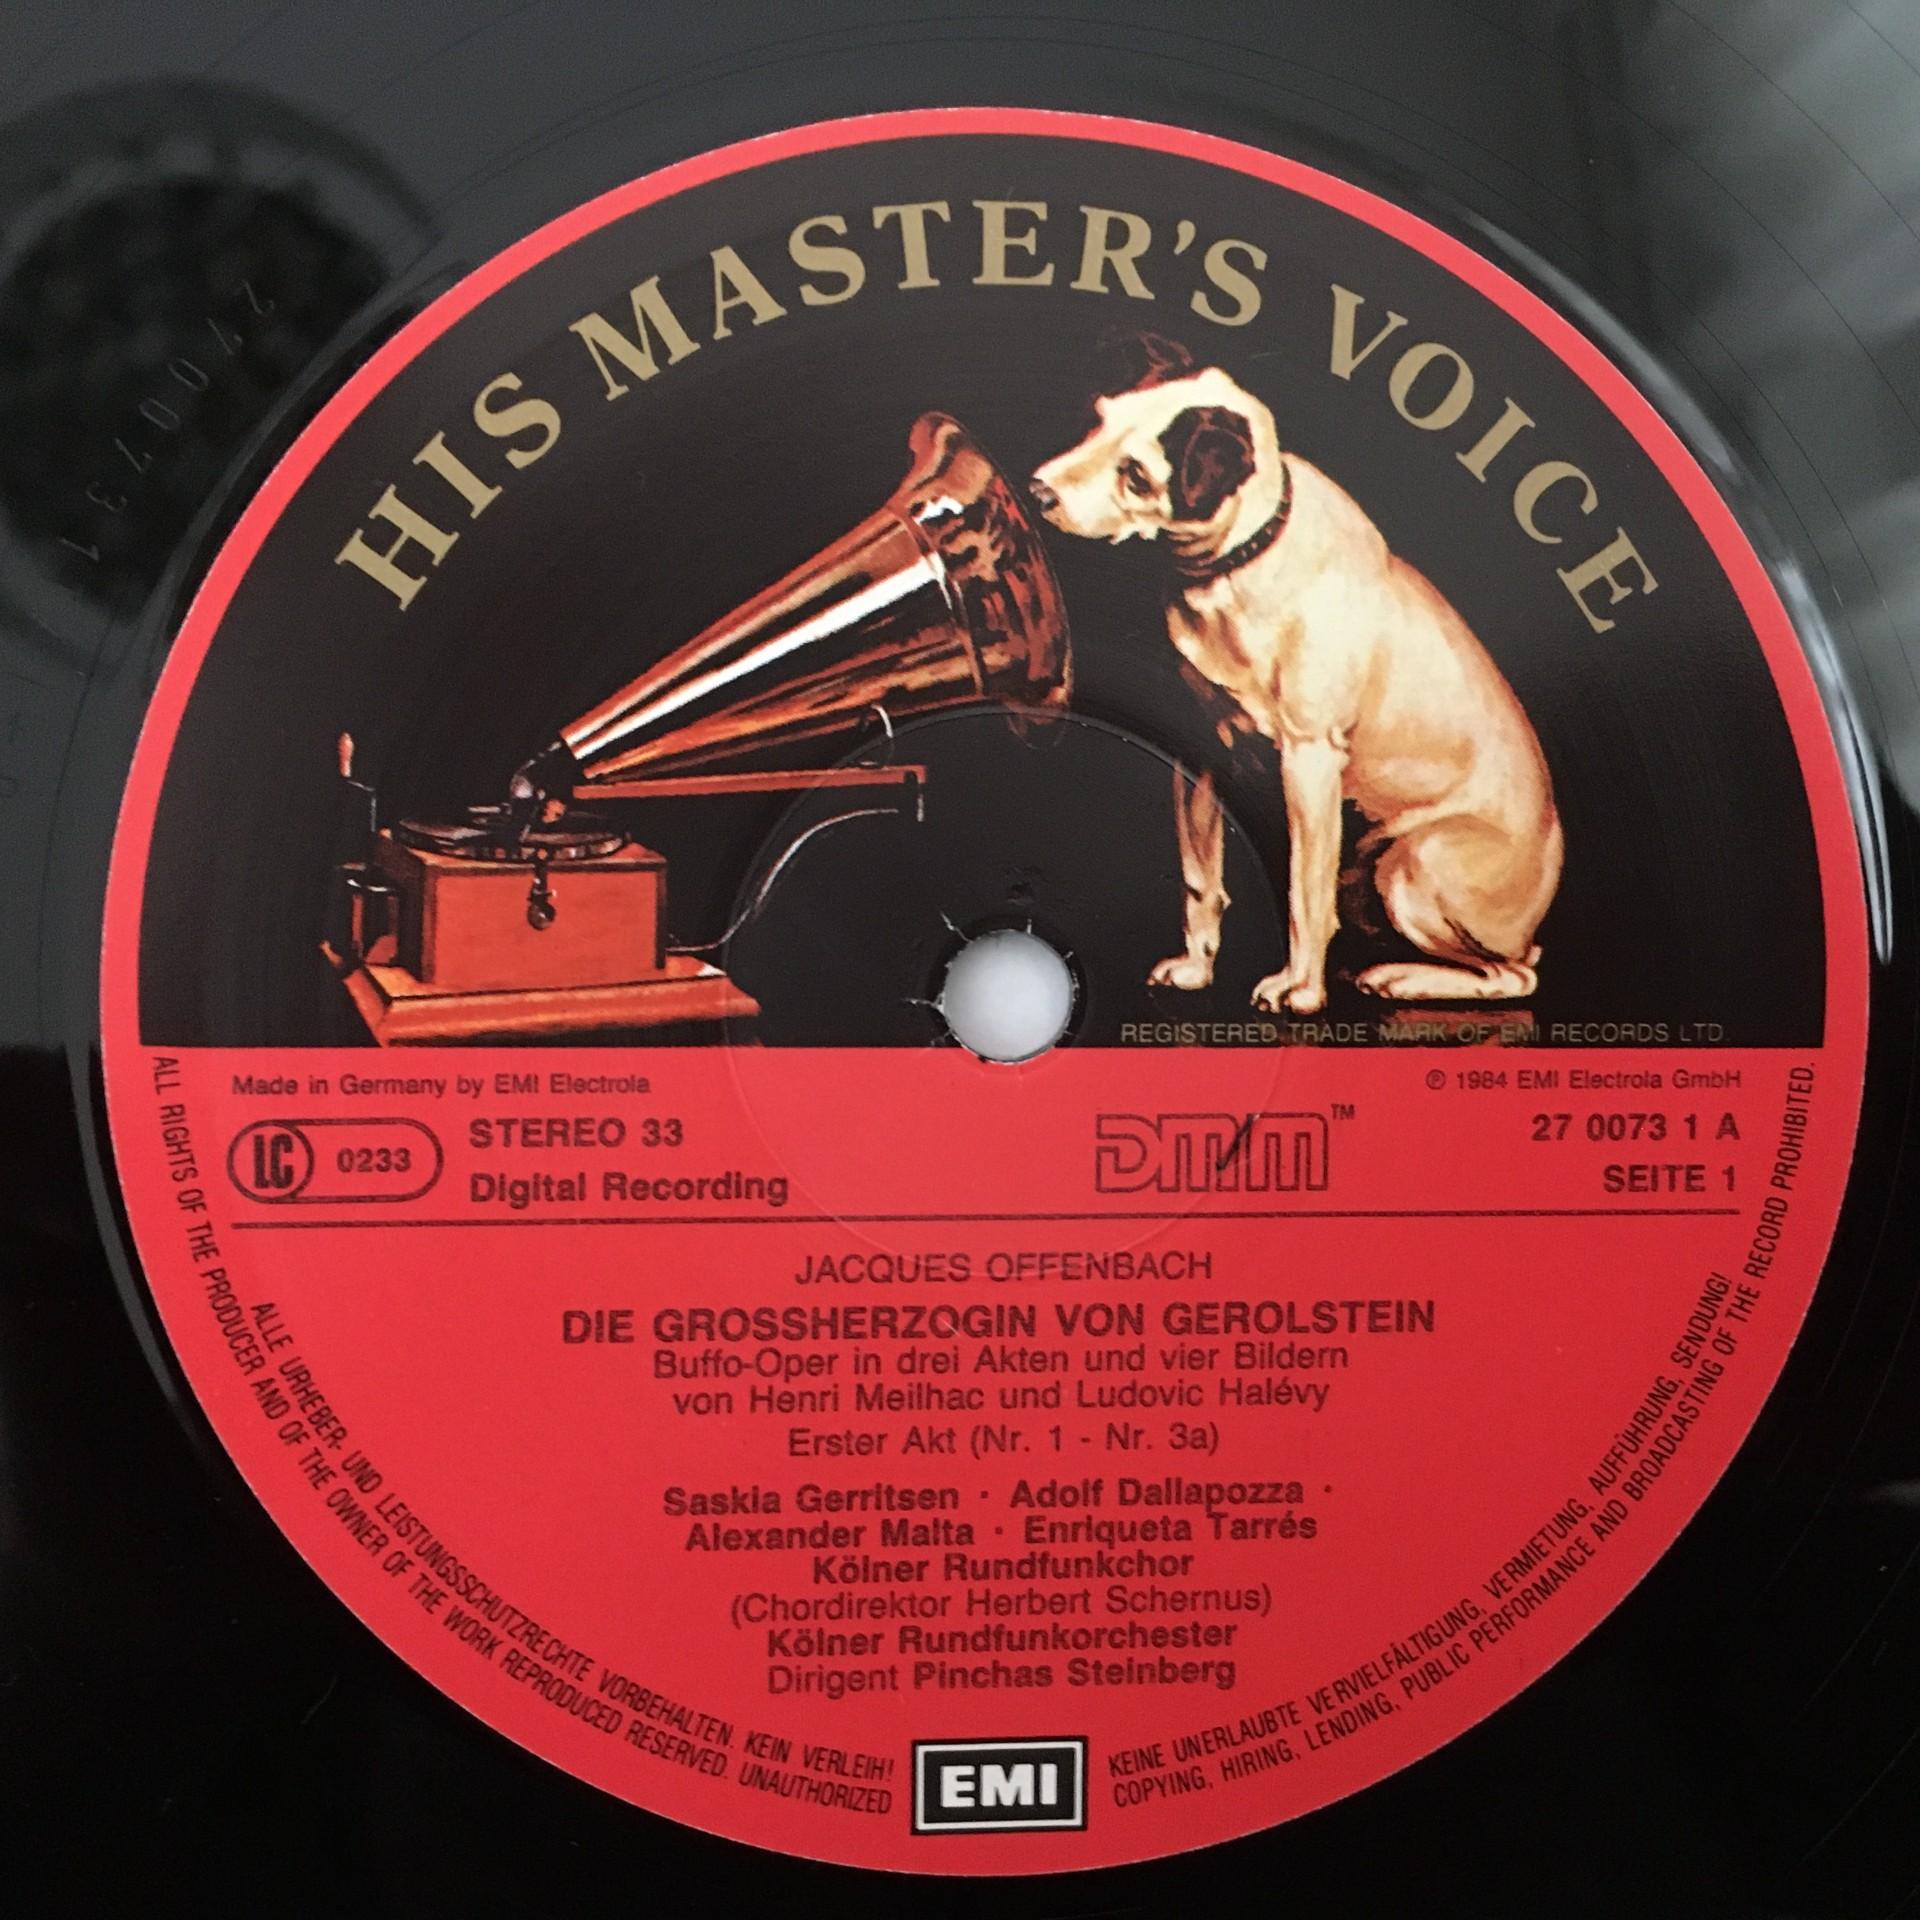 HIS MASTER'S VOICE
REGISTERED TRADE MARK OF EMI RECORDS LTD.
Made in Germany by EMI Electrola
℗ 1984 EMI Electrola GmbH
LC 0233
STEREO 33
Digital Recording
DMM™
27 0073 1 A
SEITE 1
JACQUES OFFENBACH
DIE GROSSHERZOGIN VON GEROLSTEIN
Buffo-Oper in drei Akten und vier Bildern
von Henri Meilhac und Ludovic Halévy
Erster Akt (Nr. 1 - Nr. 3a)
Saskia Gerritsen · Adolf Dallapozza ·
Alexander Malta · Enriqueta Tarrés
Kölner Rundfunkchor
(Chordirektor Herbert Schernus)
Kölner Rundfunkorchester
Dirigent Pinchas Steinberg
EMI
ALLE URHEBER- UND LEISTUNGSSCHUTZRECHTE VORBEHALTEN. KEIN VERLEIH! KEINE UNERLAUBTE VERVIELFÄLTIGUNG, VERMIETUNG, AUFFÜHRUNG, SENDUNG!
ALL RIGHTS OF THE PRODUCER AND OF THE OWNER OF THE WORK REPRODUCED RESERVED. UNAUTHORIZED COPYING, HIRING, LENDING, PUBLIC PERFORMANCE AND BROADCASTING OF THE RECORD PROHIBITED.
270073 1